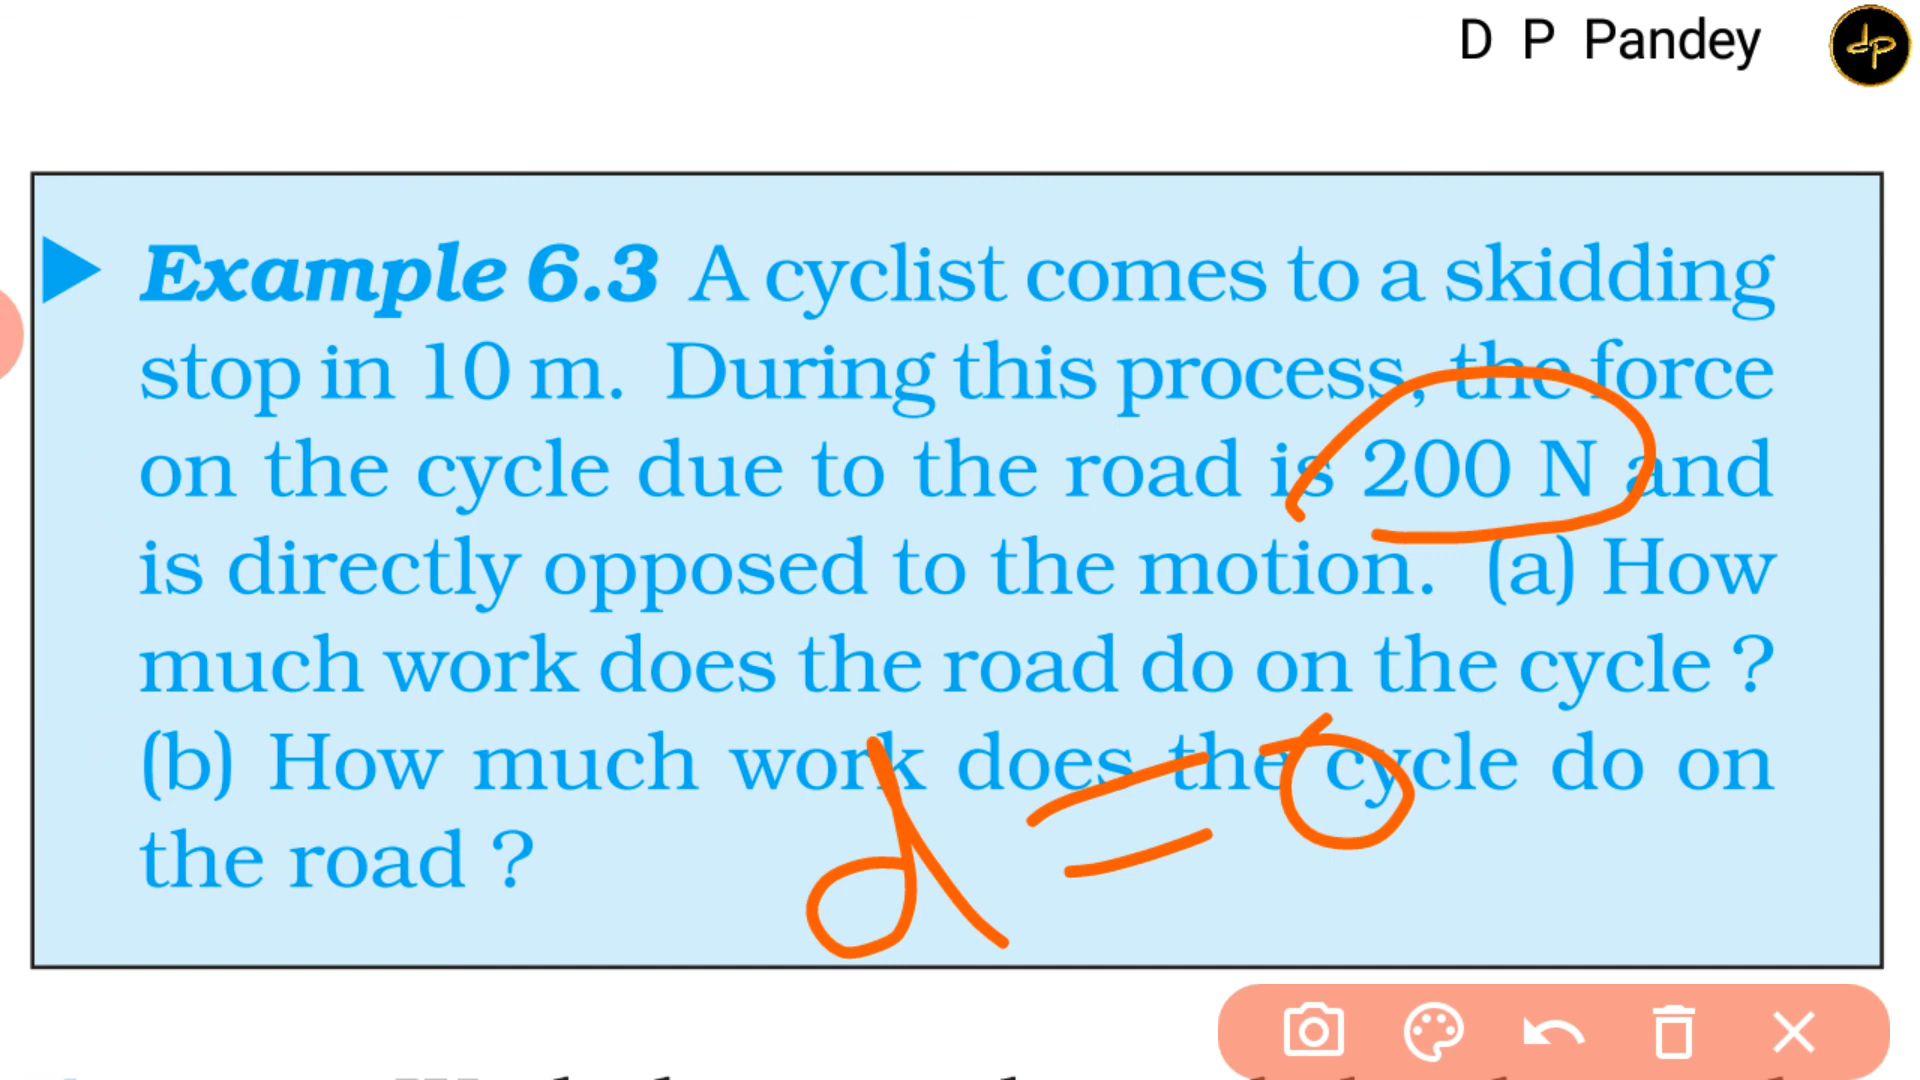 D P Pandey
dp
Example 6.3 A cyclist comes to a skidding
stop in 10 m. During this process, the force
on the cycle due to the road is 200 N and
is directly opposed to the motion. (a) How
much work does the road do on the cycle ?
(b) How much work does the cycle do on
the road ?
d = 0